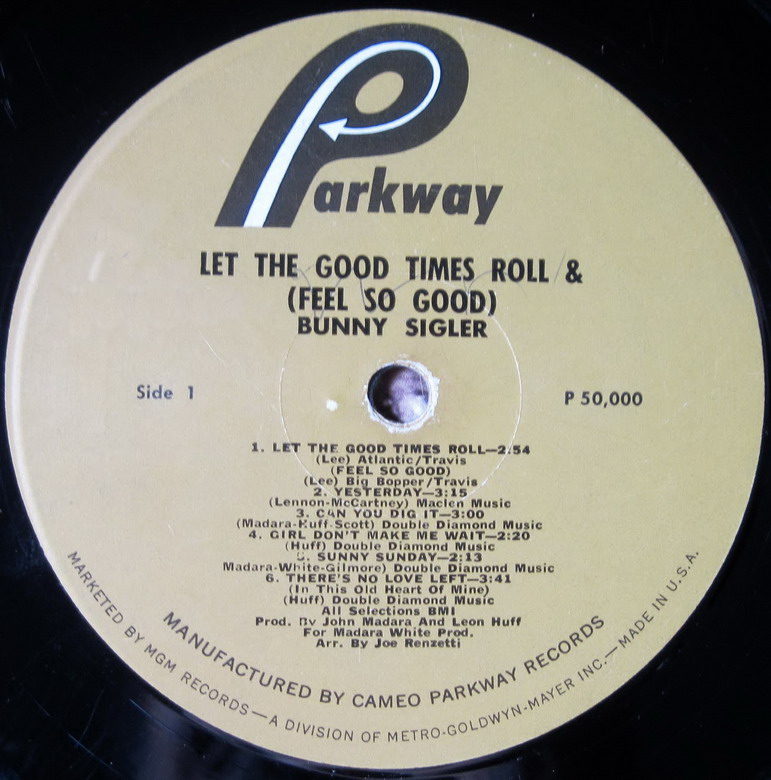 Parkway
LET THE GOOD TIMES ROLL &
(FEEL SO GOOD)
BUNNY SIGLER
Side 1
P 50,000
1. LET THE GOOD TIMES ROLL—2:54
(Lee) Atlantic/Travis
(FEEL SO GOOD)
(Lee) Big Bopper/Travis
2. YESTERDAY—3:15
(Lennon-McCartney) Maclen Music
3. CAN YOU DIG IT—3:00
(Madara-Huff-Scott) Double Diamond Music
4. GIRL DON'T MAKE ME WAIT—2:20
(Huff) Double Diamond Music
5. SUNNY SUNDAY—2:13
Madara-White-Gilmore) Double Diamond Music
6. THERE'S NO LOVE LEFT—3:41
(In This Old Heart Of Mine)
(Huff) Double Diamond Music
All Selections BMI
Prod. By John Madara And Leon Huff
For Madara White Prod.
Arr. By Joe Renzetti
MANUFACTURED BY CAMEO PARKWAY RECORDS
MARKETED BY MGM RECORDS—A DIVISION OF METRO-GOLDWYN-MAYER INC.—MADE IN U.S.A.